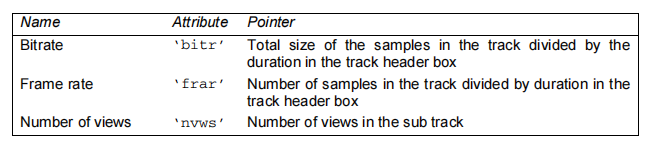 Name Attribute Pointer
Bitrate ‘bitr’ Total size of the samples in the track divided by the
duration in the track header box
Frame rate ‘frar’ Number of samples in the track divided by duration in the
track header box
Number of views ‘nvws’ Number of views in the sub track